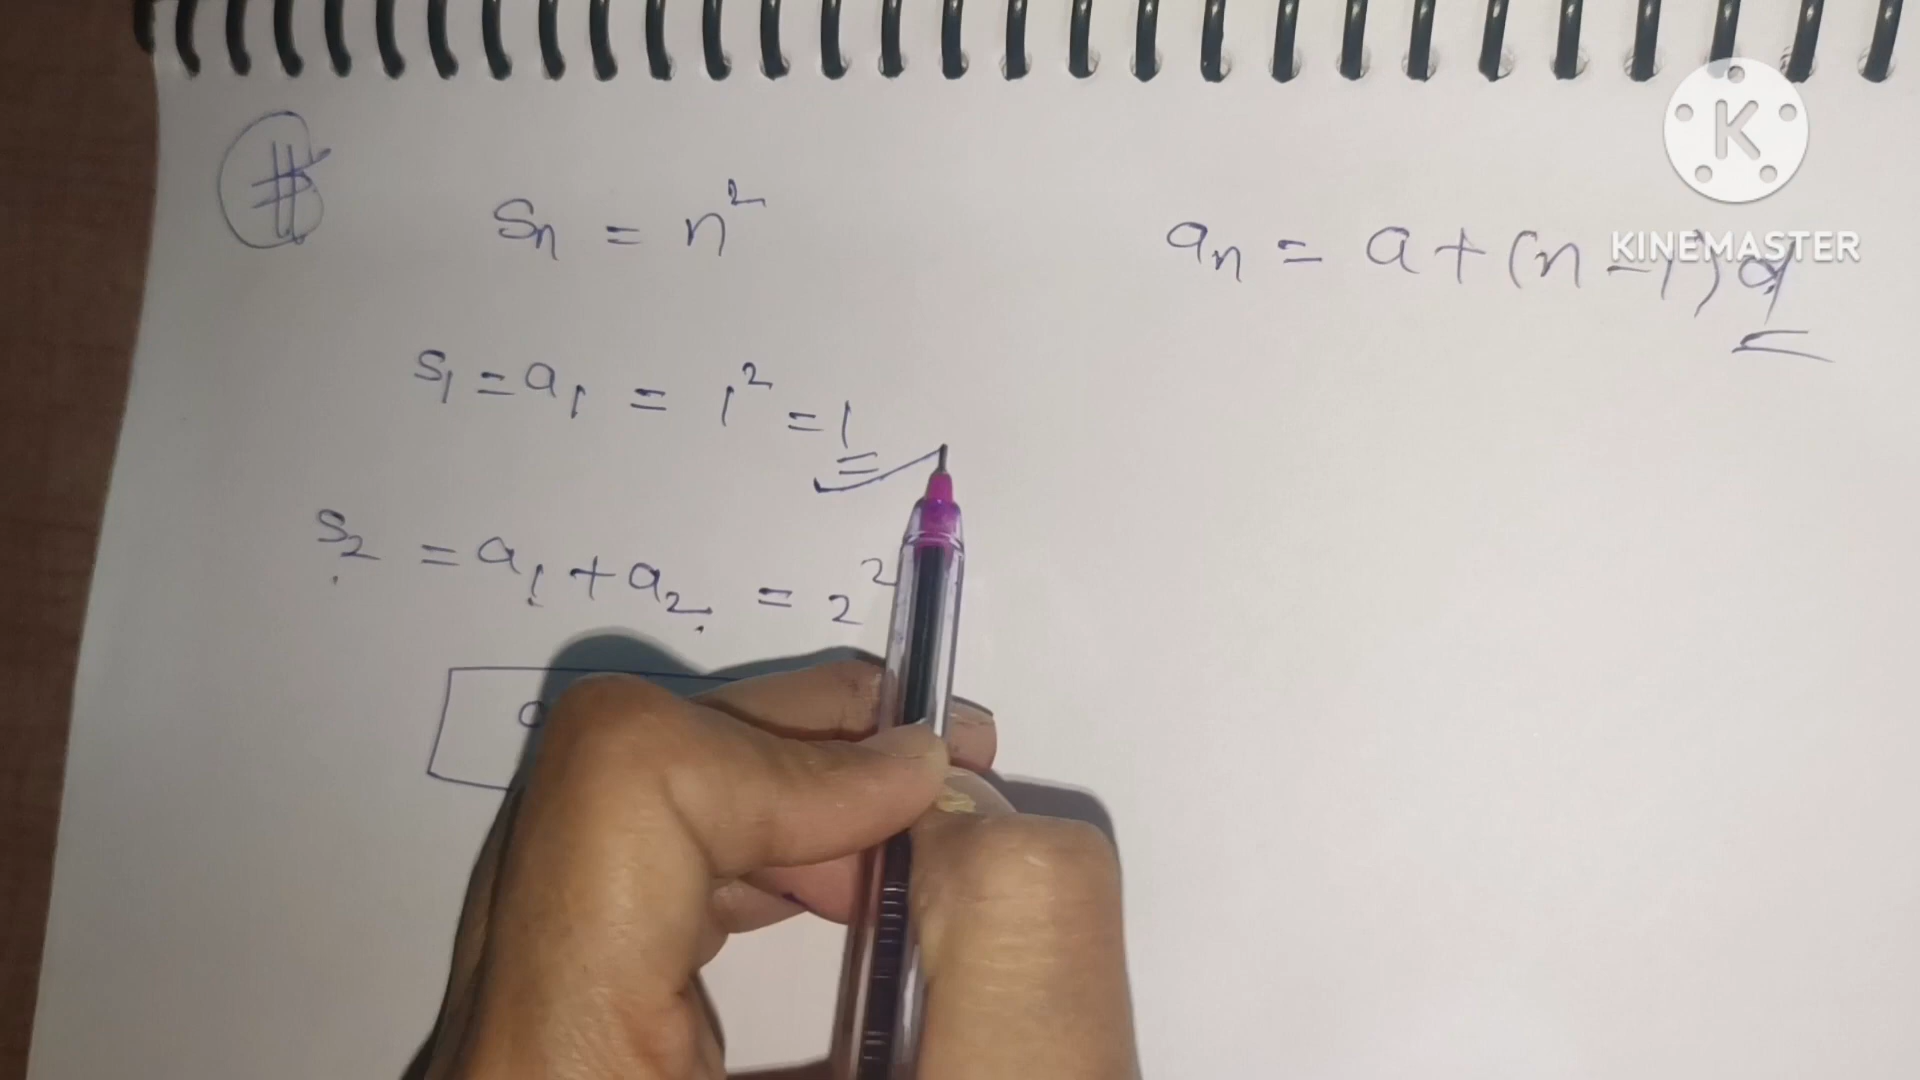 #
Sn = n²
an = a + (n - 1) d
K
KINEMASTER
S1 = a1 = 1² = 1
S2 = a1 + a2 = 2²